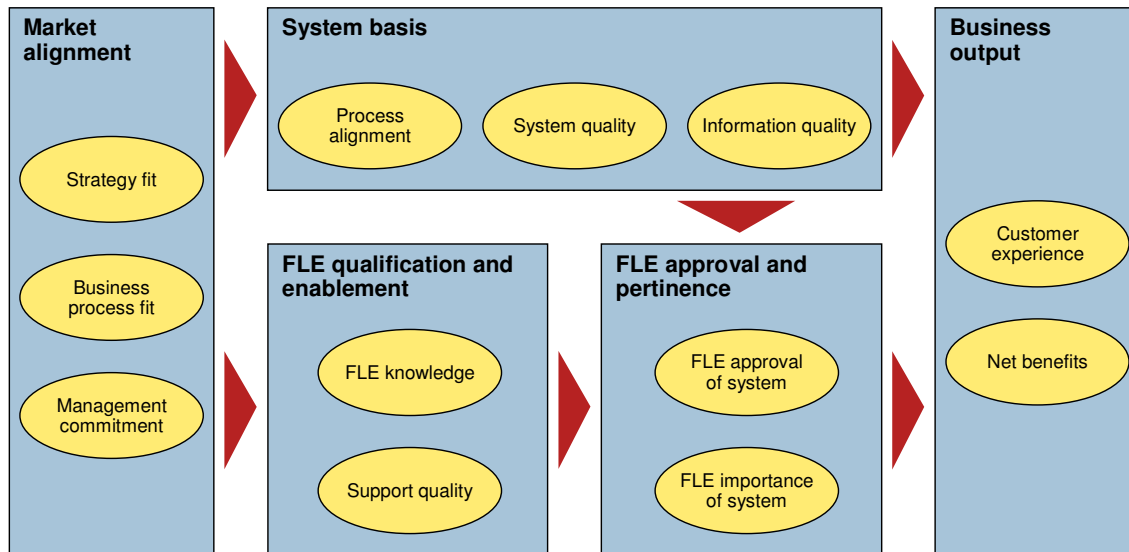 Market
alignment
Strategy fit
Business
process fit
Management
commitment
System basis
Process
alignment
System quality
Information quality
FLE qualification and
enablement
FLE knowledge
Support quality
FLE approval and
pertinence
FLE approval
of system
FLE importance
of system
Business
output
Customer
experience
Net benefits